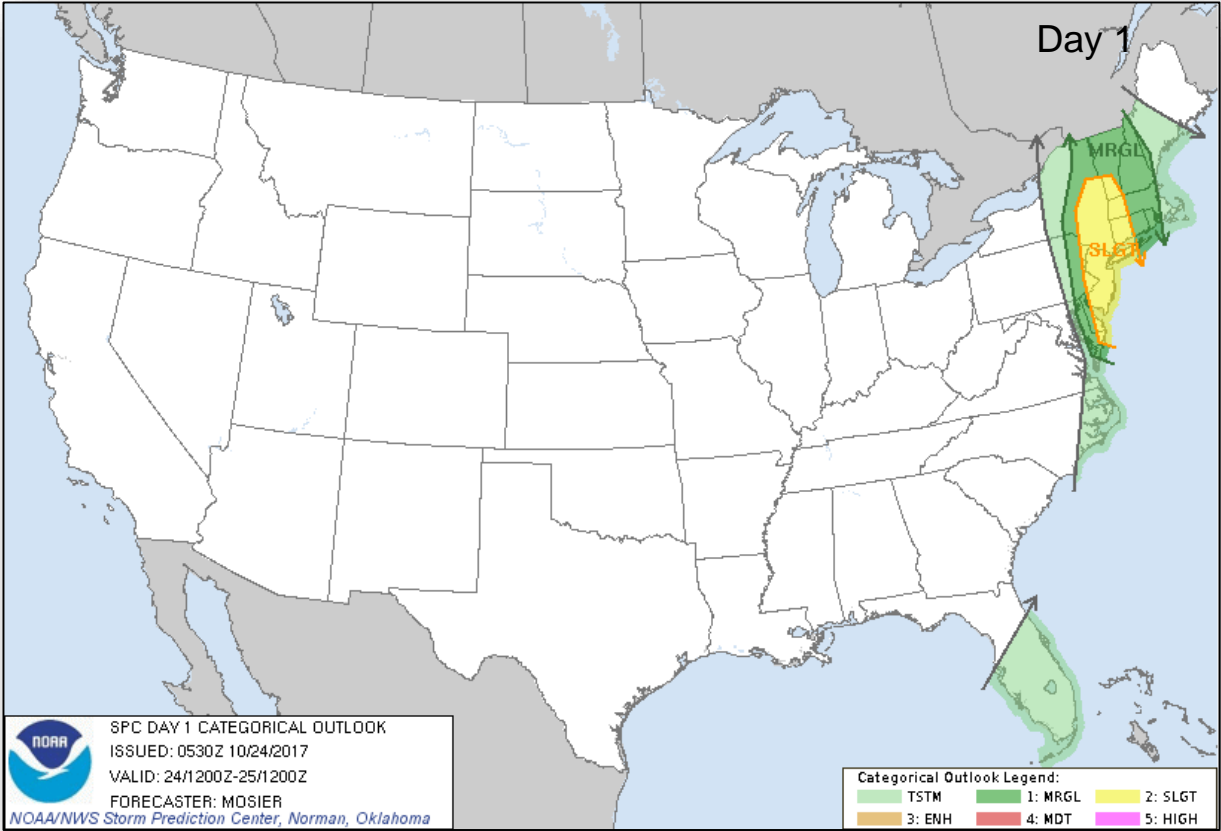 Day 1
MRGL
SLGT
NOAA
SPC DAY 1 CATEGORICAL OUTLOOK
ISSUED: 0530Z 10/24/2017
VALID: 24/1200Z-25/1200Z
FORECASTER: MOSIER
NOAA/NWS Storm Prediction Center, Norman, Oklahoma
Categorical Outlook Legend:
TSTM 1: MRGL 2: SLGT
3: ENH 4: MDT 5: HIGH